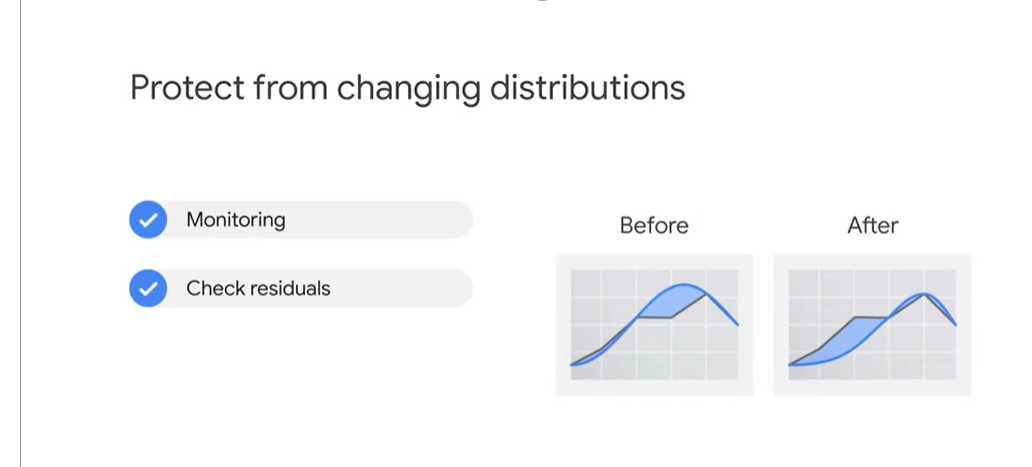 Protect from changing distributions
Monitoring
Check residuals
Before
After